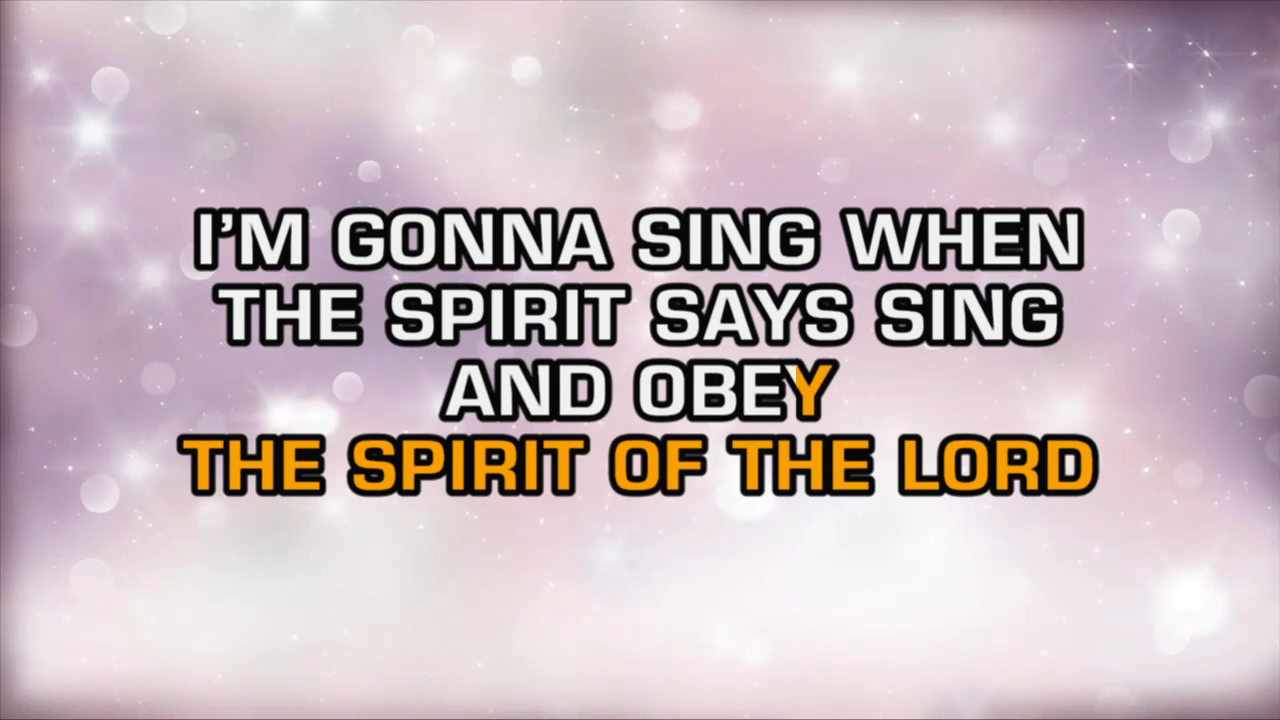 I'M GONNA SING WHEN
THE SPIRIT SAYS SING
AND OBEY
THE SPIRIT OF THE LORD